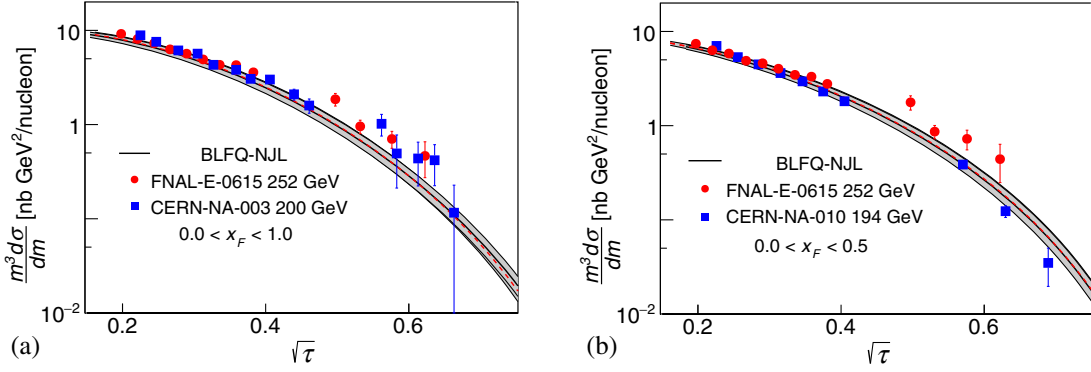 10
1
10⁻²
m³dσ/dm [nb GeV²/nucleon]
BLFQ-NJL
FNAL-E-0615 252 GeV
CERN-NA-003 200 GeV
0.0 < x_F < 1.0
0.2 0.4 0.6
√τ
(a)
10
1
10⁻²
m³dσ/dm [nb GeV²/nucleon]
BLFQ-NJL
FNAL-E-0615 252 GeV
CERN-NA-010 194 GeV
0.0 < x_F < 0.5
0.2 0.4 0.6
√τ
(b)